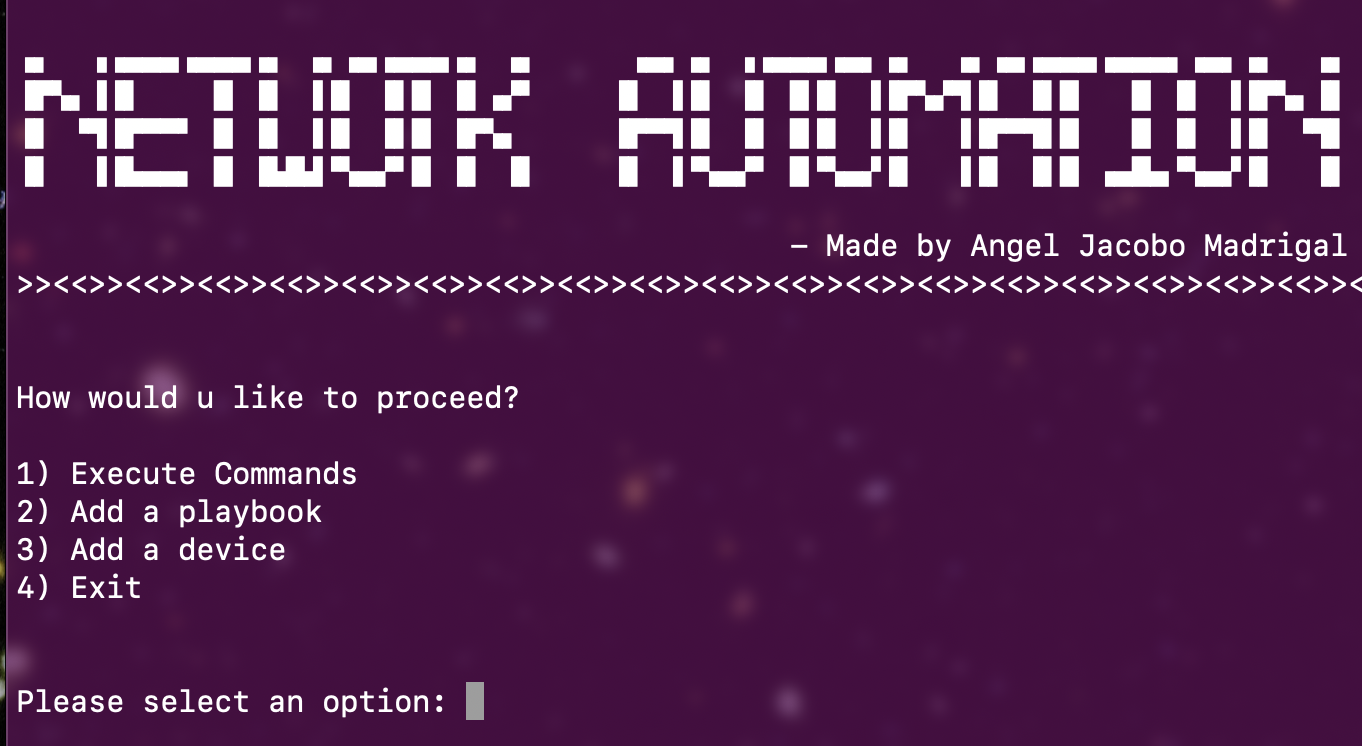 NETWOTK AUTOMATION
– Made by Angel Jacobo Madrigal
>><<>><<>><<>><<>><<>><<>><<>><<>><<>><<>><<>><<>><<>><<>><<>><<>><<>><<>><
How would u like to proceed?
1) Execute Commands
2) Add a playbook
3) Add a device
4) Exit
Please select an option: